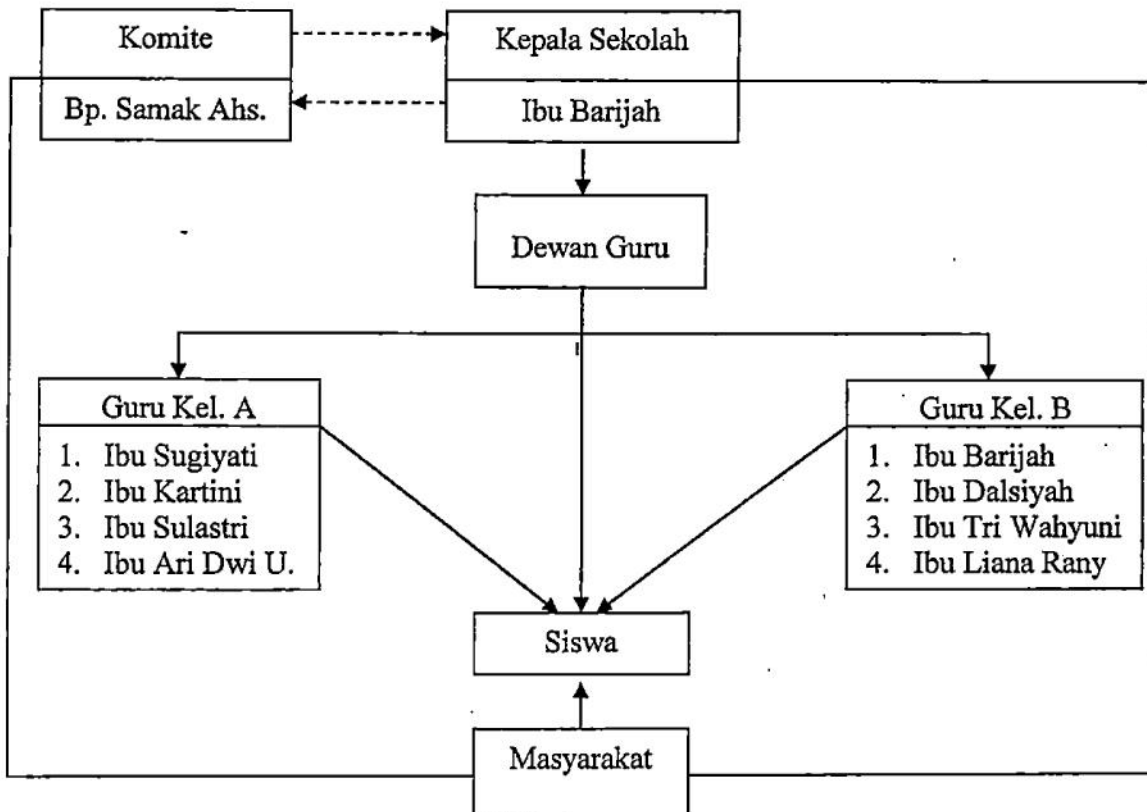 Komite
Bp. Samak Ahs.
Kepala Sekolah
Ibu Barijah
Dewan Guru
Guru Kel. A
1. Ibu Sugiyati
2. Ibu Kartini
3. Ibu Sulastri
4. Ibu Ari Dwi U.
Guru Kel. B
1. Ibu Barijah
2. Ibu Dalsiyah
3. Ibu Tri Wahyuni
4. Ibu Liana Rany
Siswa
Masyarakat